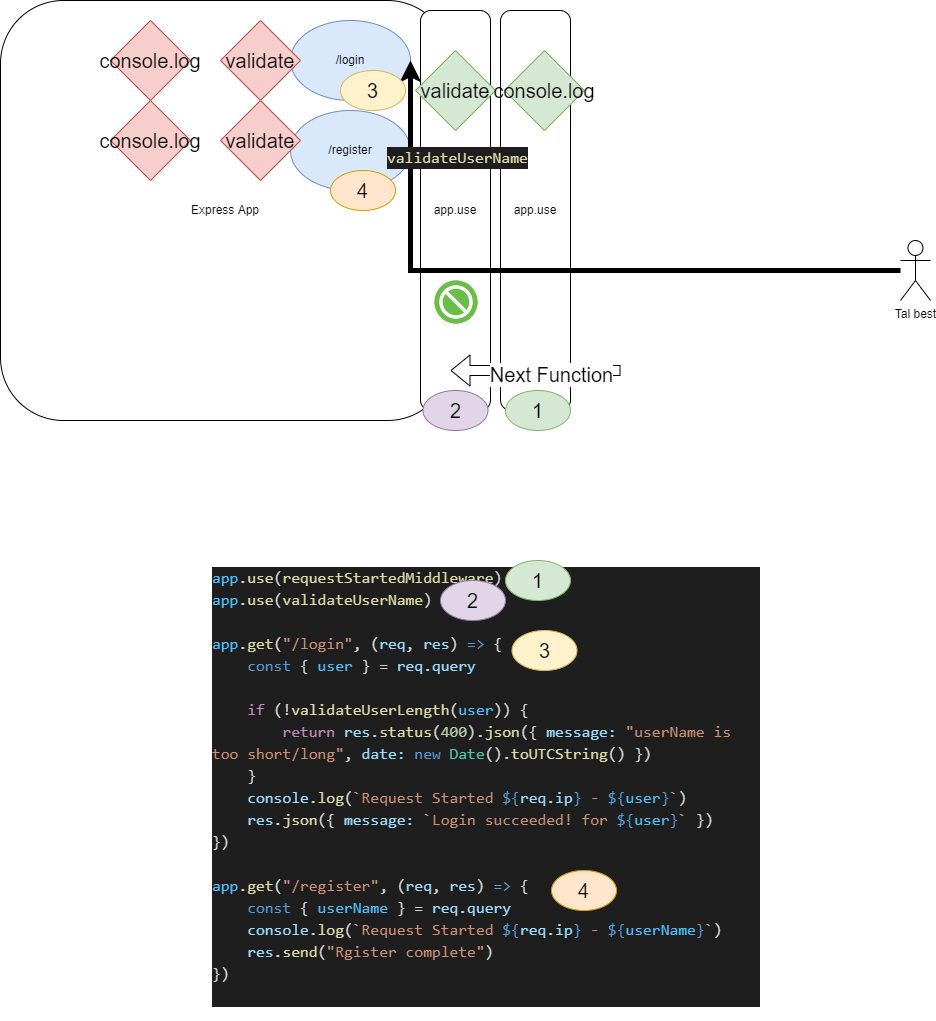 console.log validate /login validate console.log
3
console.log validate /register validateUserName
4
Express App app.use app.use
Tal best
Next Function
2 1
app.use(requestStartedMiddleware) 1
app.use(validateUserName) 2
app.get("/login", (req, res) => { 3
const { user } = req.query
if (!validateUserLength(user)) {
return res.status(400).json({ message: "userName is
too short/long", date: new Date().toUTCString() })
}
console.log(`Request Started ${req.ip} - ${user}`)
res.json({ message: `Login succeeded! for ${user}` })
})
app.get("/register", (req, res) => { 4
const { userName } = req.query
console.log(`Request Started ${req.ip} - ${userName}`)
res.send("Rgister complete")
})